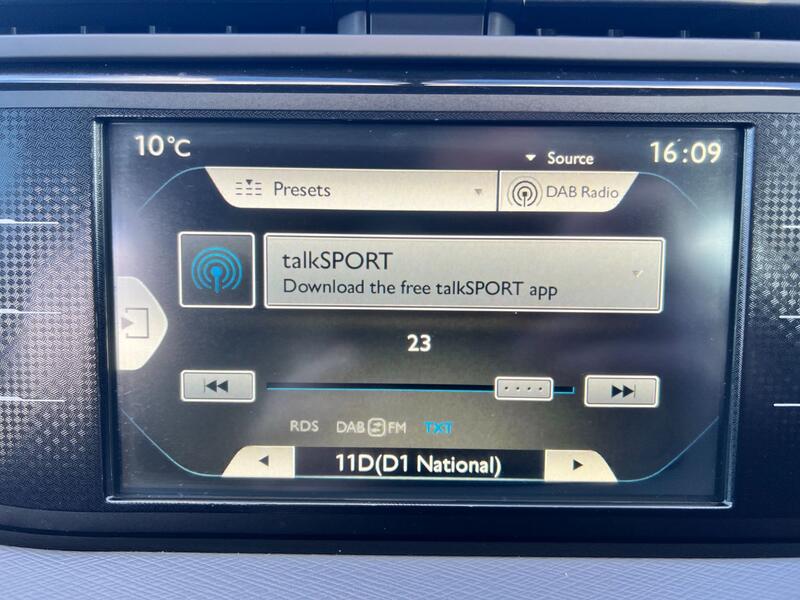 10°C
Source
16:09
Presets
DAB Radio
talkSPORT
Download the free talkSPORT app
23
RDS DAB FM TXT
11D(D1 National)